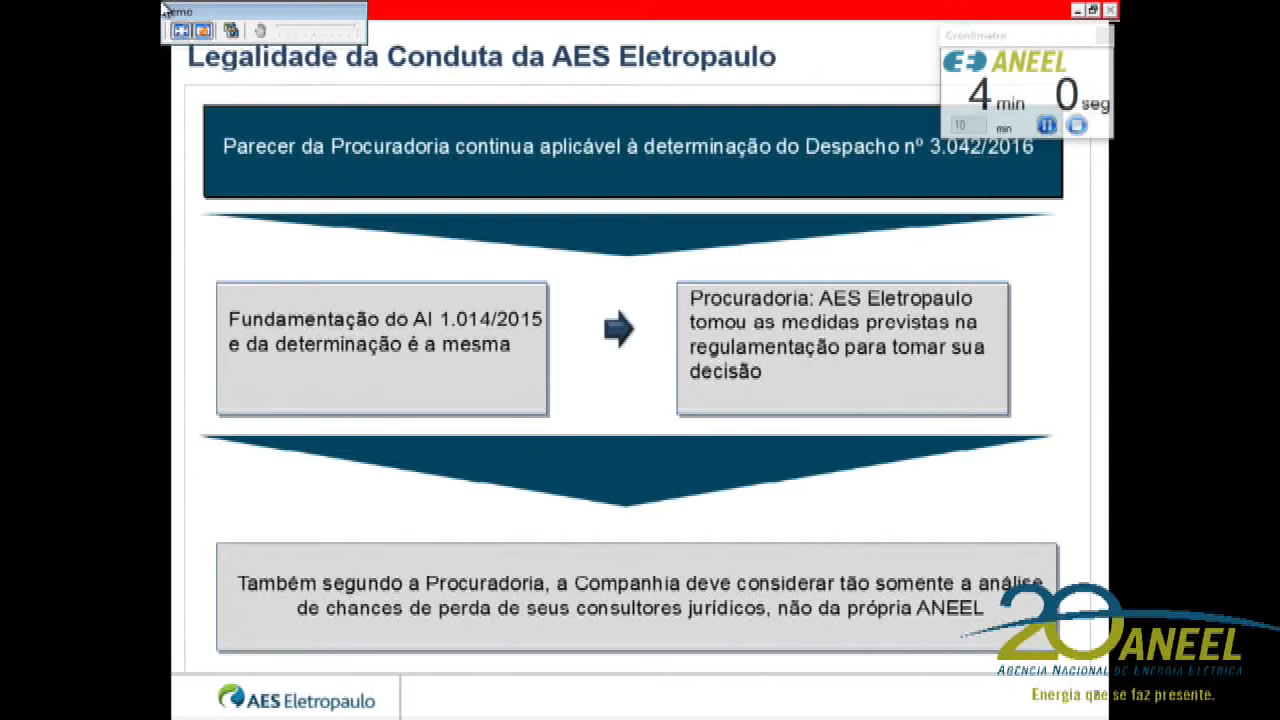 emo
Legalidade da Conduta da AES Eletropaulo
Cronômetro
ANEEL
4 min 0 seg
10 min
Parecer da Procuradoria continua aplicável à determinação do Despacho nº 3.042/2016
Fundamentação do AI 1.014/2015
e da determinação é a mesma
Procuradoria: AES Eletropaulo
tomou as medidas previstas na
regulamentação para tomar sua
decisão
Também segundo a Procuradoria, a Companhia deve considerar tão somente a análise
de chances de perda de seus consultores jurídicos, não da própria ANEEL
20 ANEEL
AGÊNCIA NACIONAL DE ENERGIA ELÉTRICA
Energia que se faz presente.
AES Eletropaulo